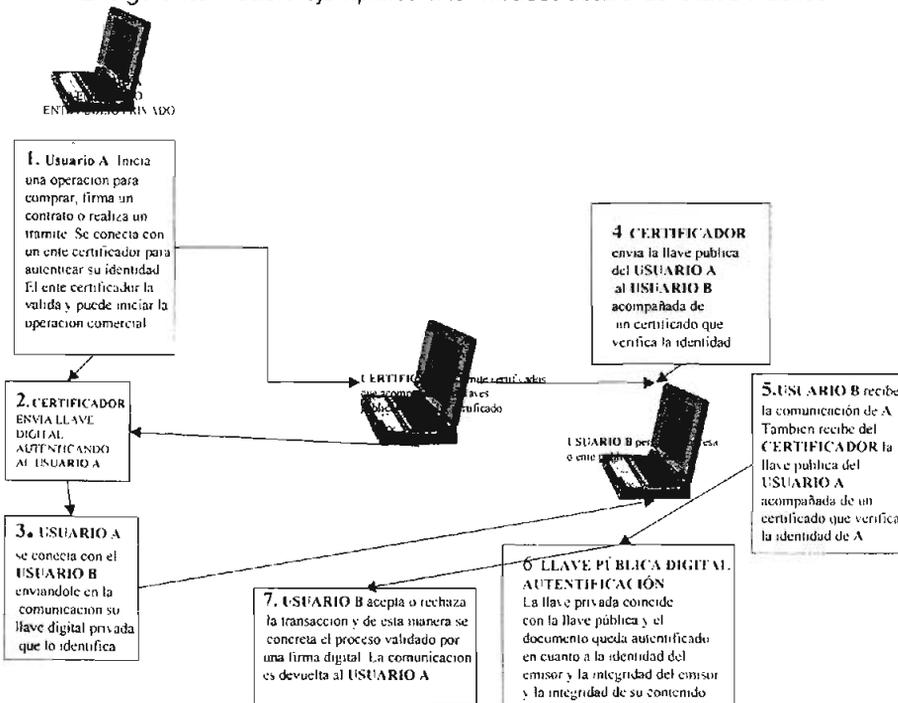 ENTE PRIVADO
1. Usuario A Inicia
una operacion para
comprar, firma un
contrato o realiza un
tramite. Se conecta con
un ente certificador para
autenticar su identidad
El ente certificador la
valida y puede iniciar la
operacion comercial
2. CERTIFICADOR
ENVIA LLAVE
DIGITAL
AUTENTICANDO
AL USUARIO A
3. USUARIO A
se conecta con el
USUARIO B
enviandole en la
comunicación su
llave digital privada
que lo identifica
4 CERTIFICADOR
envia la llave publica
del USUARIO A
al USUARIO B
acompañada de
un certificado que
verifica la identidad
certificados
que
USUARIO B
o ente
5. USUARIO B recibe
la comunicación de A
Tambien recibe del
CERTIFICADOR la
llave publica del
USUARIO A
acompañada de un
certificado que verifica
la identidad de A
6 LLAVE PÚBLICA DIGITAL
AUTENTIFICACIÓN
La llave privada coincide
con la llave pública y el
documento queda autentificado
en cuanto a la identidad del
emisor y la integridad del emisor
y la integridad de su contenido
7. USUARIO B acepta o rechaza
la transaccion y de esta manera se
concreta el proceso validado por
una firma digital. La comunicación
es devuelta al USUARIO A